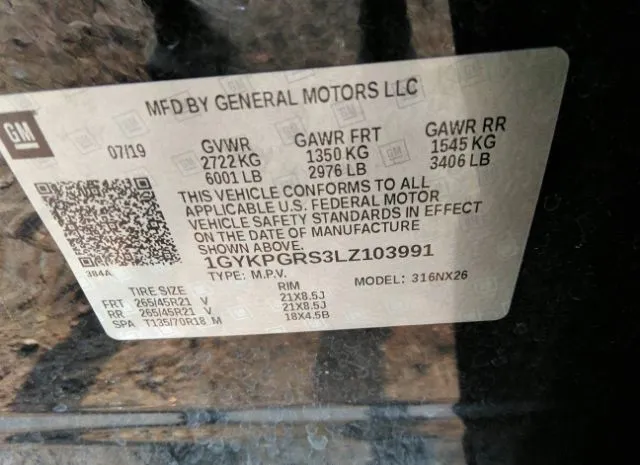 MFD BY GENERAL MOTORS LLC
GM
07/19 GVWR GAWR FRT GAWR RR
2722 KG 1350 KG 1545 KG
6001 LB 2976 LB 3406 LB
THIS VEHICLE CONFORMS TO ALL
APPLICABLE U.S. FEDERAL MOTOR
VEHICLE SAFETY STANDARDS IN EFFECT
ON THE DATE OF MANUFACTURE
SHOWN ABOVE.
1GYKPGRS3LZ103991
384A
TYPE: M.P.V. MODEL: 316NX26
TIRE SIZE RIM
FRT 265/45R21 V 21X8.5J
RR 265/45R21 V 21X8.5J
SPA T135/70R18 M 18X4.5B